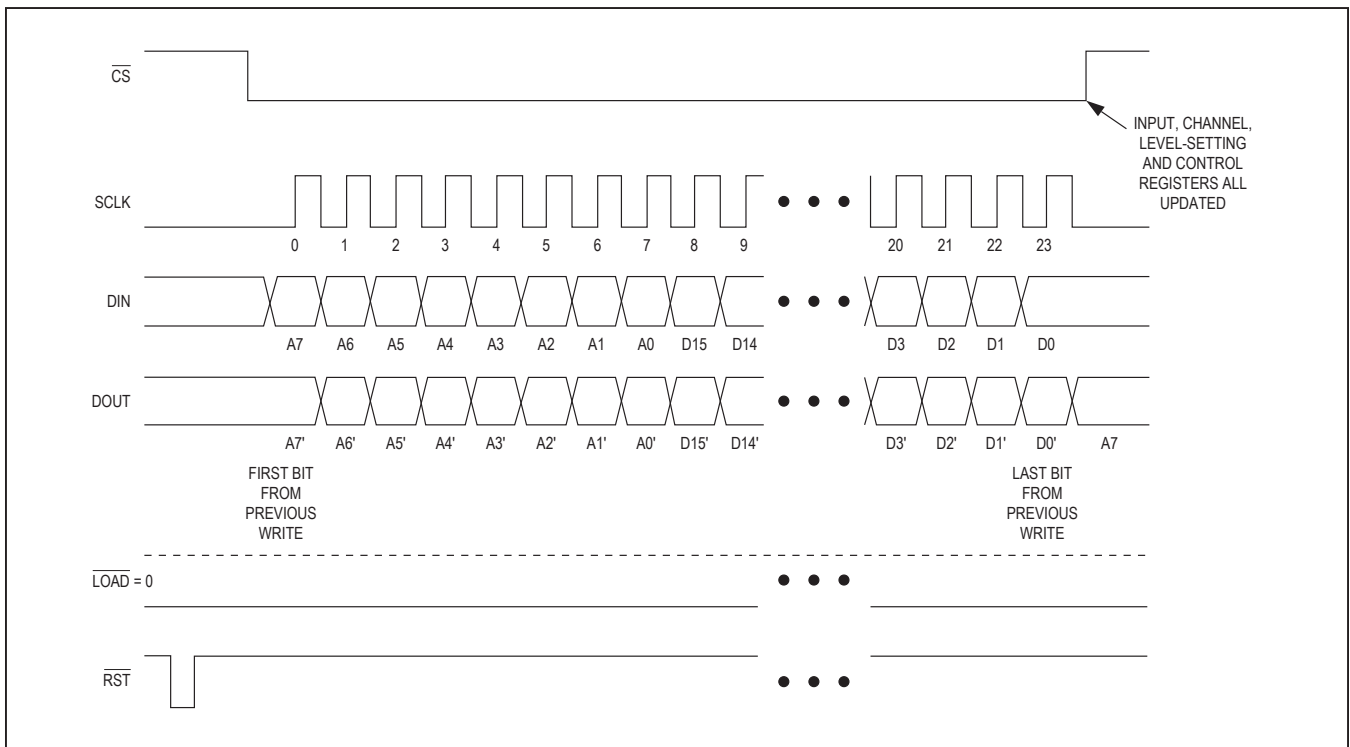 CS
INPUT, CHANNEL,
LEVEL-SETTING
AND CONTROL
REGISTERS ALL
UPDATED
SCLK
0 1 2 3 4 5 6 7 8 9 20 21 22 23
DIN
A7 A6 A5 A4 A3 A2 A1 A0 D15 D14 D3 D2 D1 D0
DOUT
A7' A6' A5' A4' A3' A2' A1' A0' D15' D14' D3' D2' D1' D0' A7
FIRST BIT
FROM
PREVIOUS
WRITE
LAST BIT
FROM
PREVIOUS
WRITE
LOAD = 0
RST